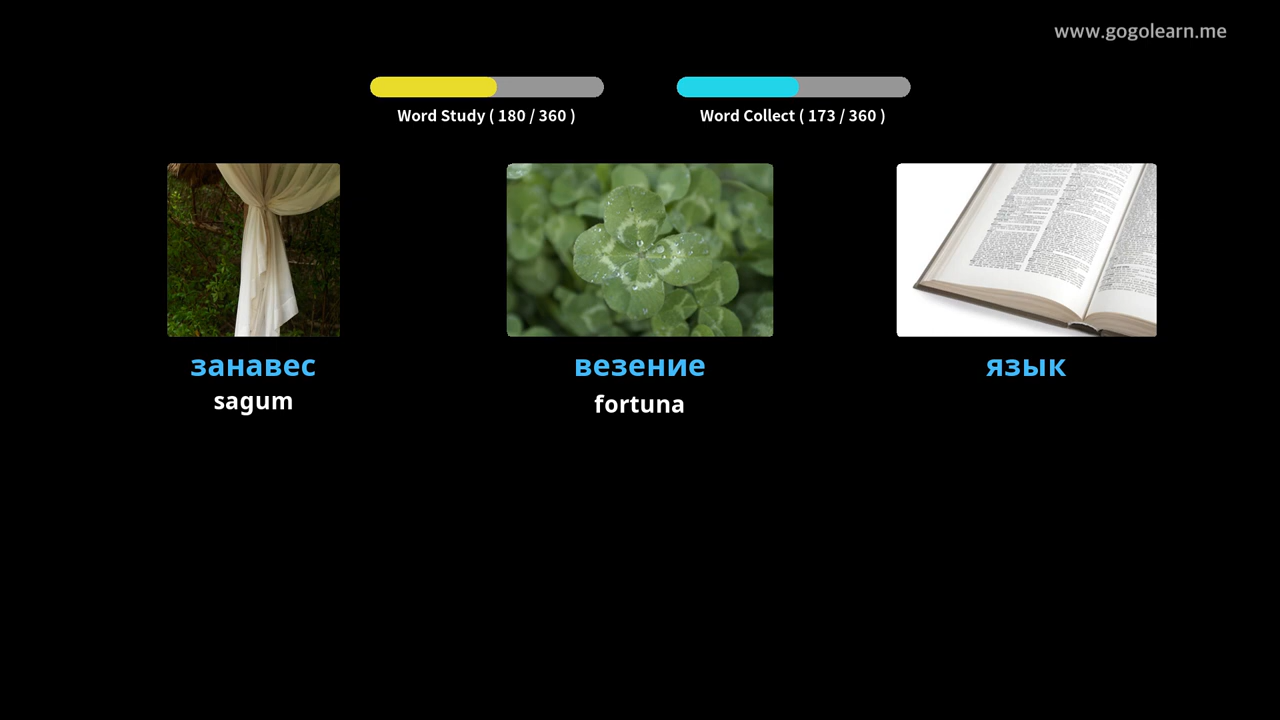 www.gogolearn.me
Word Study ( 180 / 360 )
Word Collect ( 173 / 360 )
занавес
sagum
везение
fortuna
язык